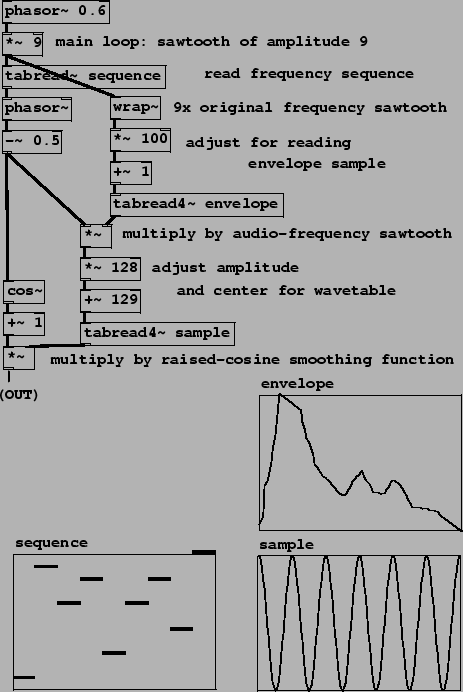 phasor~ 0.6
*~ 9 main loop: sawtooth of amplitude 9
tabread~ sequence read frequency sequence
phasor~ wrap~ 9x original frequency sawtooth
-~ 0.5 *~ 100 adjust for reading
envelope sample
+~ 1
tabread4~ envelope
*~ multiply by audio-frequency sawtooth
*~ 128 adjust amplitude
cos~ +~ 129 and center for wavetable
+~ 1 tabread4~ sample
*~ multiply by raised-cosine smoothing function
(OUT)
envelope
sequence sample